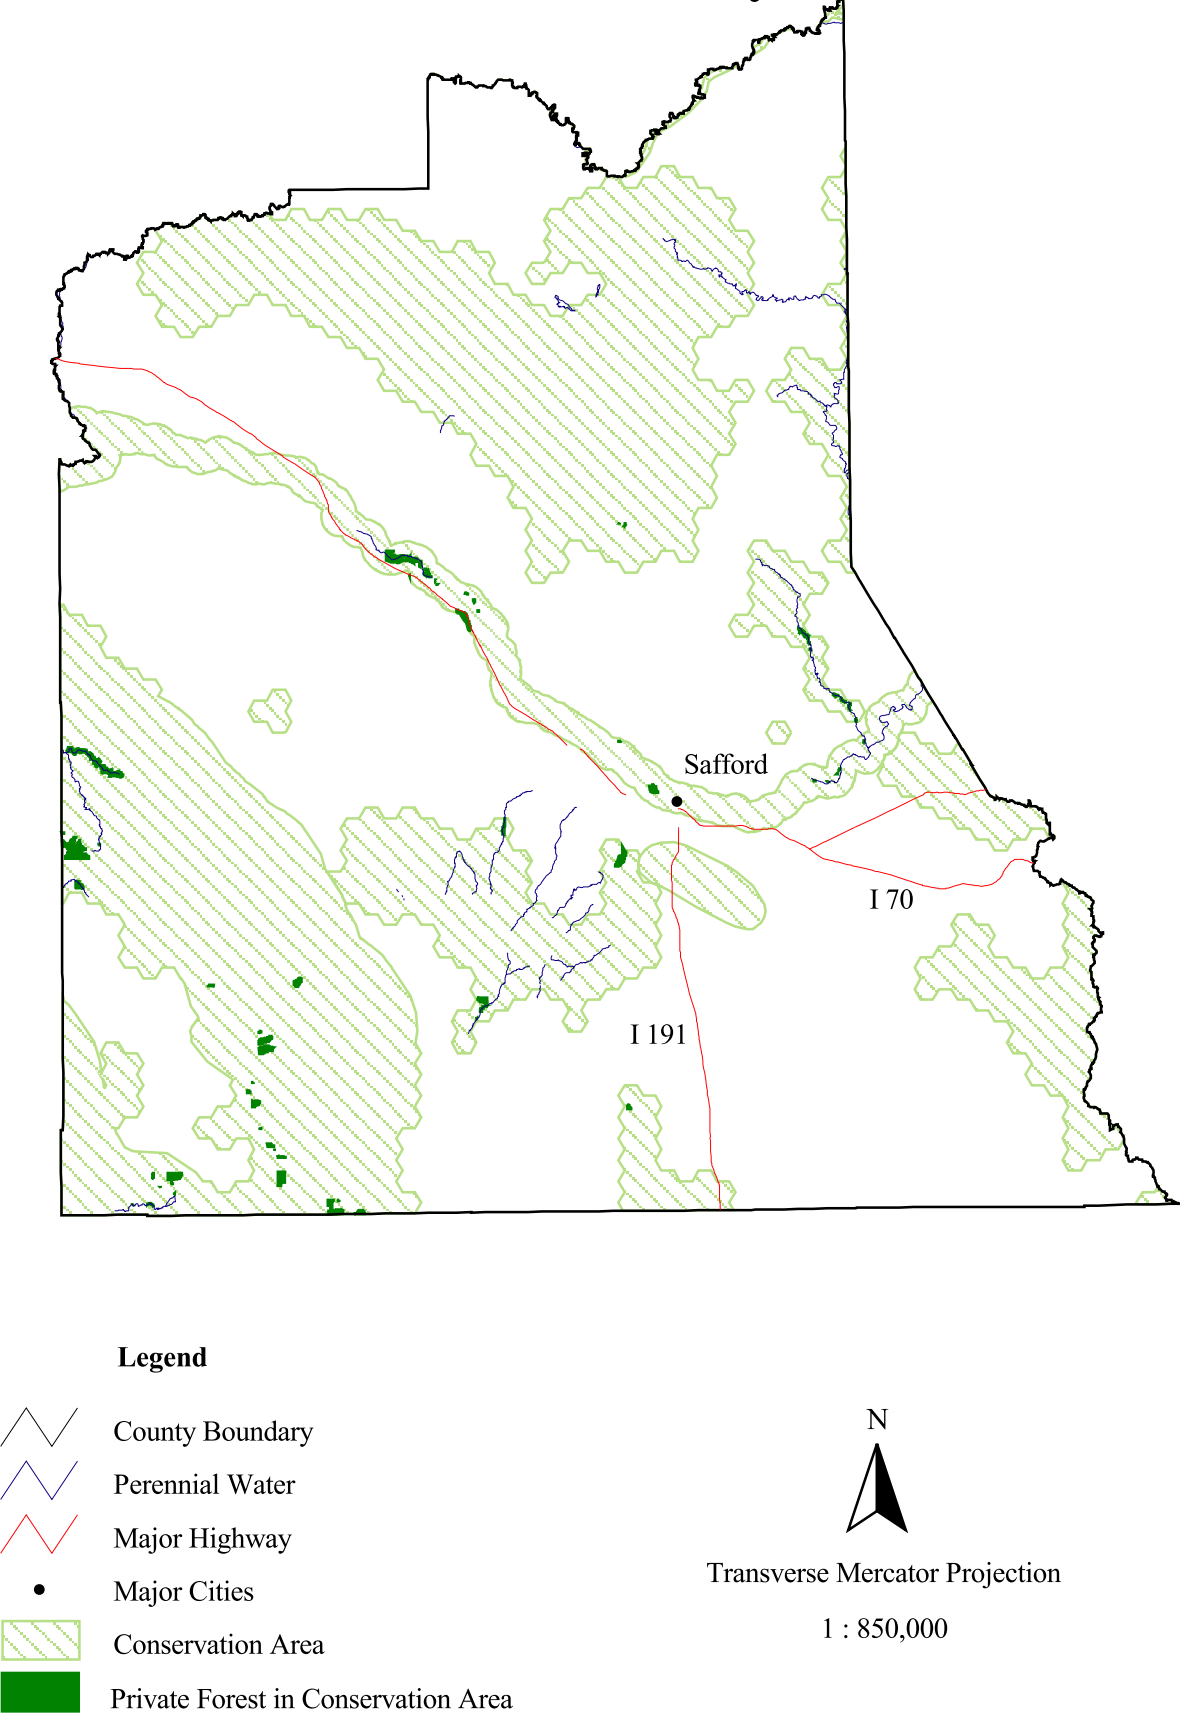 Safford
I 70
I 191
Legend
County Boundary
Perennial Water
Major Highway
Major Cities
Conservation Area
Private Forest in Conservation Area
N
Transverse Mercator Projection
1 : 850,000